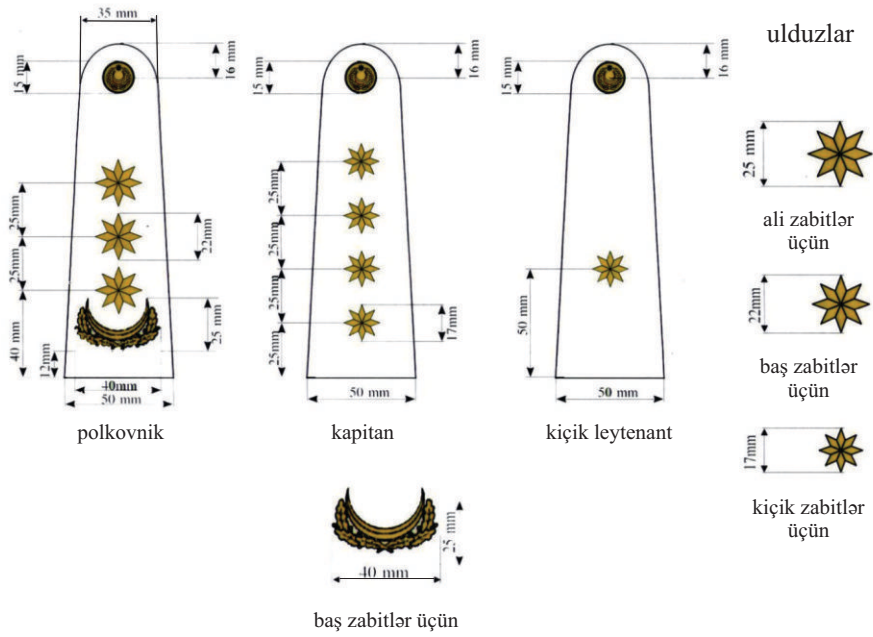 35 mm
16 mm
15 mm
25mm
22mm
25mm
40 mm
25 mm
12mm
40mm
50 mm
polkovnik
16 mm
15 mm
25mm
25mm
25mm
17mm
25mm
50 mm
kapitan
16 mm
15 mm
50 mm
50 mm
kiçik leytenant
ulduzlar
25 mm
ali zabitlər
üçün
22mm
baş zabitlər
üçün
17mm
kiçik zabitlər
üçün
25 mm
40 mm
baş zabitlər üçün